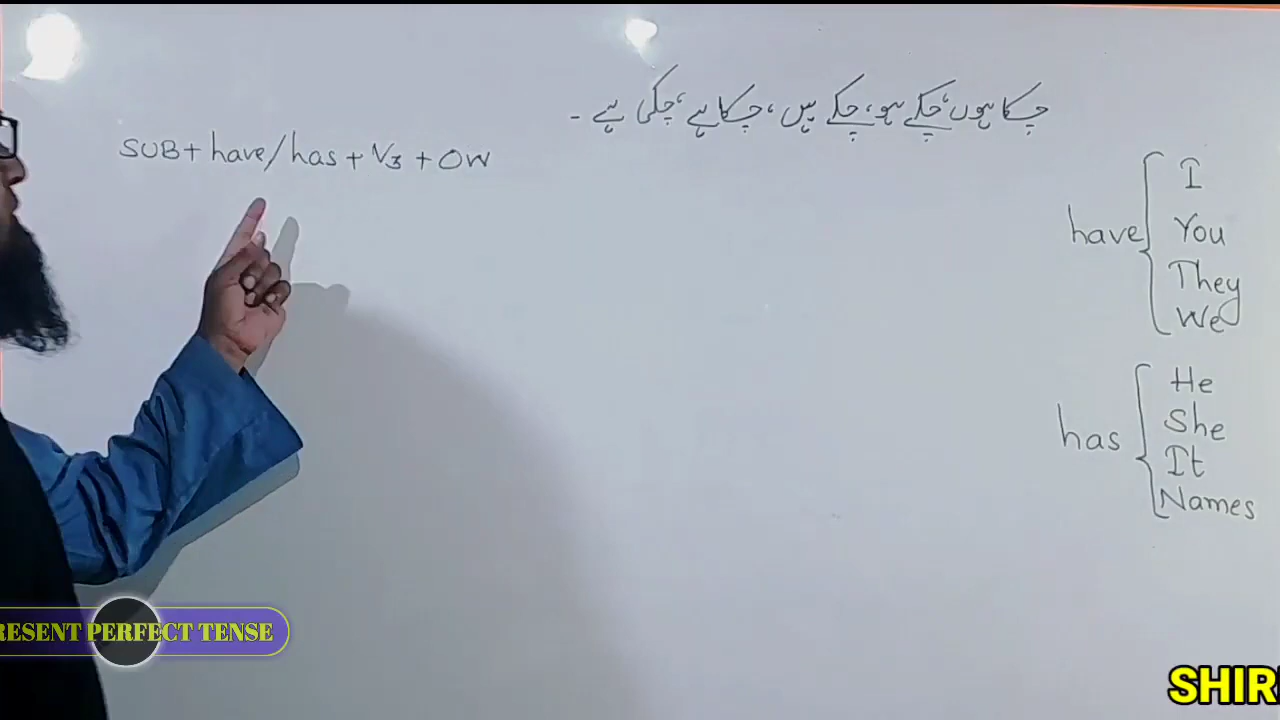 چکا ہوں، چکے ہو، چکے ہیں، چکا ہے، چکی ہے ۔
SUB + have/has + V3 + OW
have { I
You
They
We
has { He
She
It
Names
RESENT PERFECT TENSE
SHIR